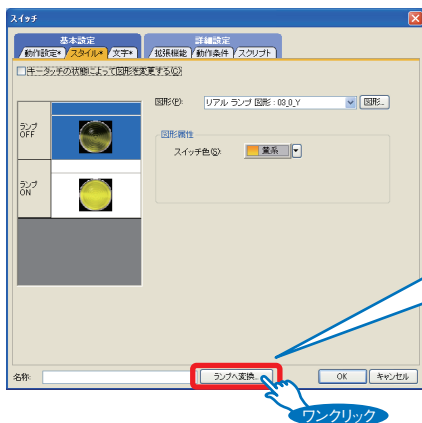 スイッチ
基本設定
詳細設定
動作設定* スタイル* 文字* 拡張機能 動作条件 スクリプト
キータッチの状態によって図形を変更する(C)
図形(P): リアル ランプ 図形 : 03_0_Y 図形...
ランプ
OFF
図形属性
スイッチ色(S): 黄系
ランプ
ON
名称: ランプへ変換... OK キャンセル
ワンクリック